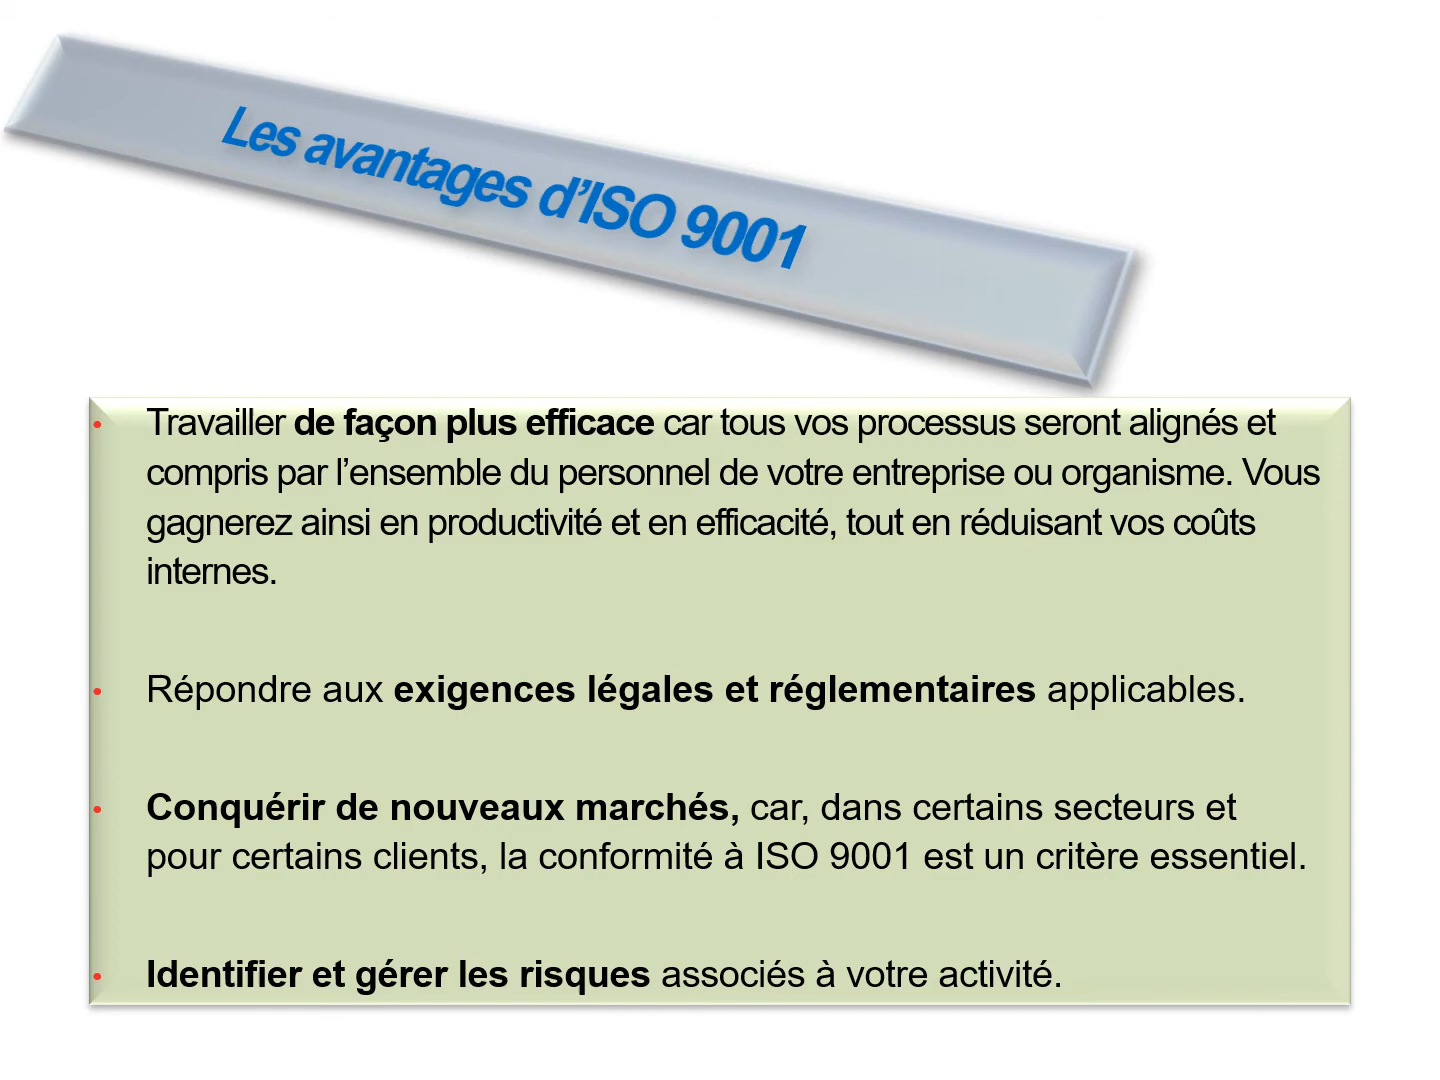 Les avantages d’ISO 9001
• Travailler de façon plus efficace car tous vos processus seront alignés et
compris par l’ensemble du personnel de votre entreprise ou organisme. Vous
gagnerez ainsi en productivité et en efficacité, tout en réduisant vos coûts
internes.
• Répondre aux exigences légales et réglementaires applicables.
• Conquérir de nouveaux marchés, car, dans certains secteurs et
pour certains clients, la conformité à ISO 9001 est un critère essentiel.
• Identifier et gérer les risques associés à votre activité.